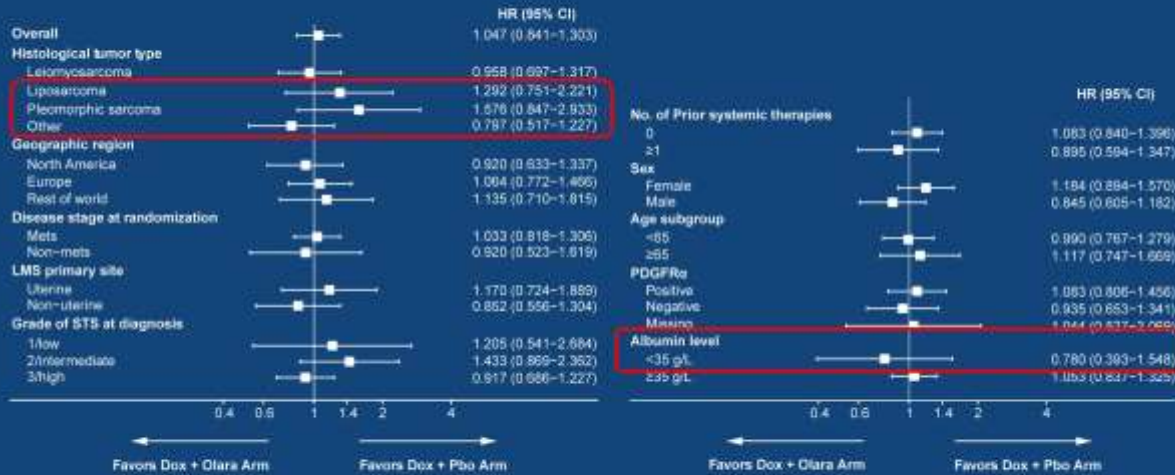 HR (95% CI)
Overall 1.047 (0.841–1.303)
Histological tumor type
Leiomyosarcoma 0.958 (0.697–1.317)
Liposarcoma 1.292 (0.751–2.221)
Pleomorphic sarcoma 1.576 (0.847–2.933)
Other 0.797 (0.517–1.227)
Geographic region
North America 0.920 (0.633–1.337)
Europe 1.064 (0.772–1.466)
Rest of world 1.135 (0.710–1.815)
Disease stage at randomization
Mets 1.033 (0.818–1.306)
Non-mets 0.920 (0.523–1.619)
LMS primary site
Uterine 1.170 (0.724–1.889)
Non-uterine 0.852 (0.556–1.304)
Grade of STS at diagnosis
1/low 1.205 (0.541–2.684)
2/intermediate 1.433 (0.869–2.362)
3/high 0.917 (0.686–1.227)
0.4 0.6 1 1.4 2 4
Favors Dox + Olara Arm Favors Dox + Pbo Arm
HR (95% CI)
No. of Prior systemic therapies
0 1.083 (0.840–1.396)
≥1 0.895 (0.594–1.347)
Sex
Female 1.184 (0.894–1.570)
Male 0.845 (0.605–1.182)
Age subgroup
<65 0.990 (0.767–1.279)
≥65 1.117 (0.747–1.669)
PDGFRα
Positive 1.083 (0.806–1.456)
Negative 0.935 (0.653–1.341)
Missing 1.044 (0.527–2.069)
Albumin level
<35 g/L 0.780 (0.393–1.548)
≥35 g/L 1.053 (0.837–1.325)
0.4 0.6 1 1.4 2 4
Favors Dox + Olara Arm Favors Dox + Pbo Arm